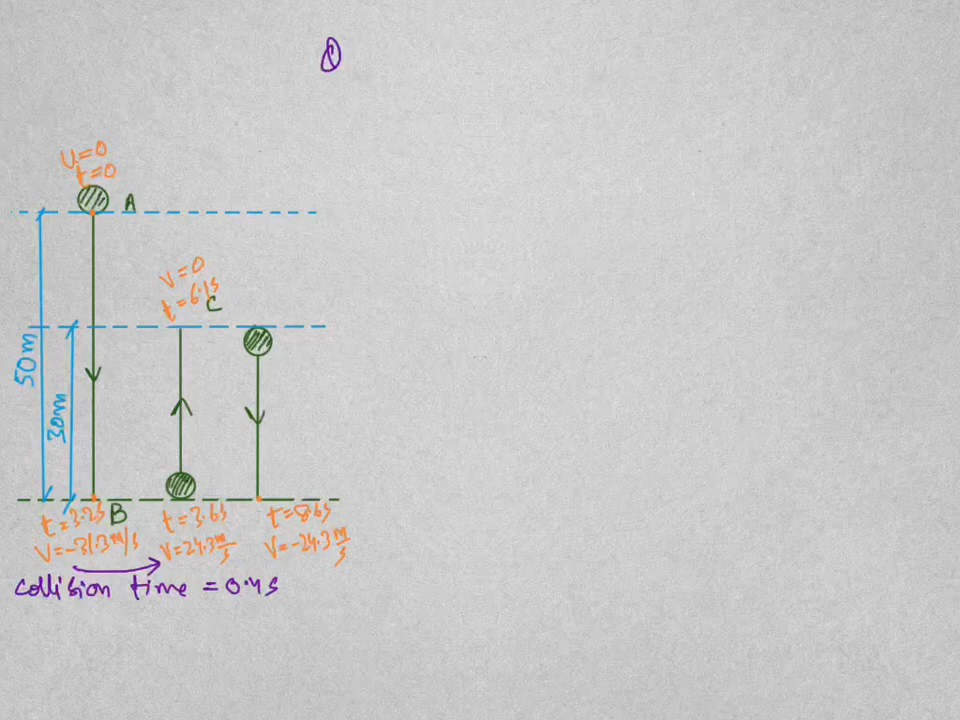 U=0
t=0
A
V=0
t=6.1s
C
50m
30m
B
t=3.2s
V=-31.3m/s
t=3.6s
V=24.3m/s
t=8.6s
V=-24.3m/s
collision time = 0.4s